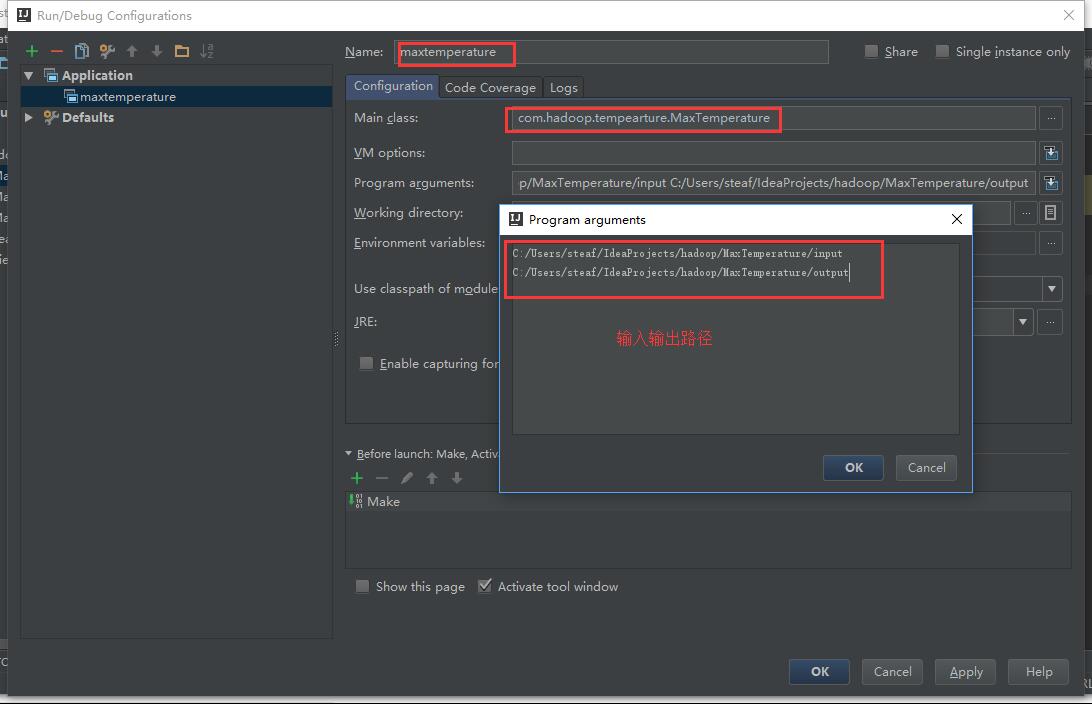 Run/Debug Configurations
Name: maxtemperature
Share
Single instance only
Application
maxtemperature
Defaults
Configuration
Code Coverage
Logs
Main class: com.hadoop.tempearture.MaxTemperature
VM options:
Program arguments: p/MaxTemperature/input C:/Users/steaf/IdeaProjects/hadoop/MaxTemperature/output
Working directory:
Environment variables:
Use classpath of module
JRE:
Enable capturing for
Program arguments
C:/Users/steaf/IdeaProjects/hadoop/MaxTemperature/input
C:/Users/steaf/IdeaProjects/hadoop/MaxTemperature/output
输入输出路径
OK
Cancel
Before launch: Make, Activ
Make
Show this page
Activate tool window
OK
Cancel
Apply
Help